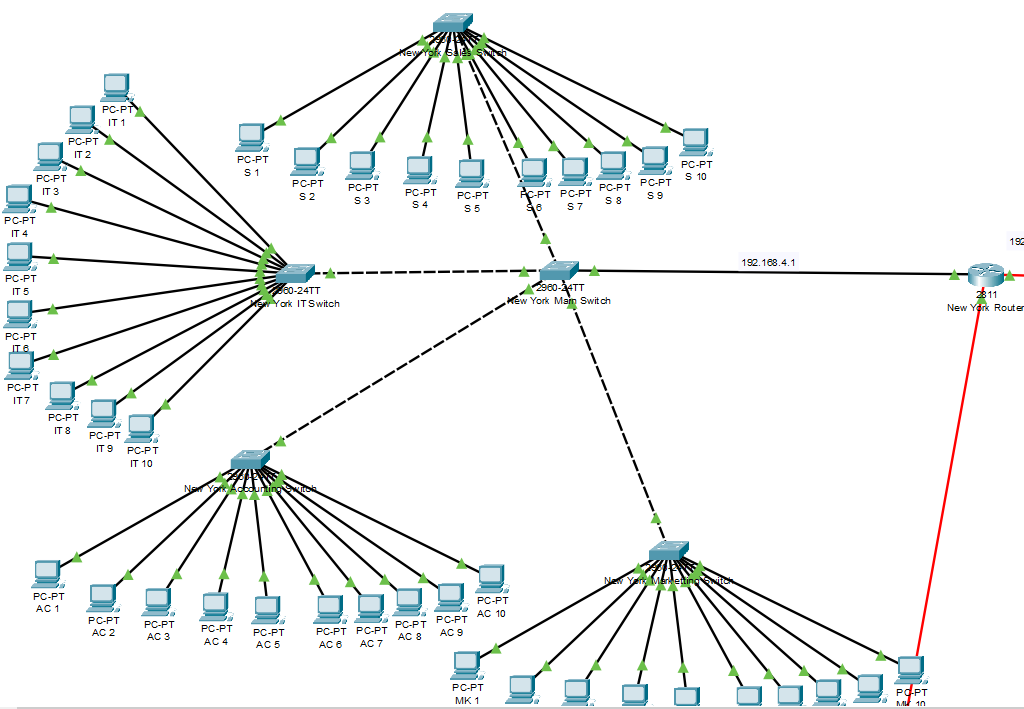 New York Sales Switch
PC-PT
IT 1
PC-PT
IT 2
PC-PT
IT 3
PC-PT
IT 4
PC-PT
IT 5
PC-PT
IT 6
PC-PT
IT 7
PC-PT
IT 8
PC-PT
IT 9
PC-PT
IT 10
PC-PT
S 1
PC-PT
S 2
PC-PT
S 3
PC-PT
S 4
PC-PT
S 5
PC-PT
S 6
PC-PT
S 7
PC-PT
S 8
PC-PT
S 9
PC-PT
S 10
2960-24TT
New York IT Switch
2960-24TT
New York Main Switch
192.168.4.1
192
2811
New York Router
New York Accounting Switch
PC-PT
AC 1
PC-PT
AC 2
PC-PT
AC 3
PC-PT
AC 4
PC-PT
AC 5
PC-PT
AC 6
PC-PT
AC 7
PC-PT
AC 8
PC-PT
AC 9
PC-PT
AC 10
New York Marketting Switch
PC-PT
MK 1
PC-PT
MK 10